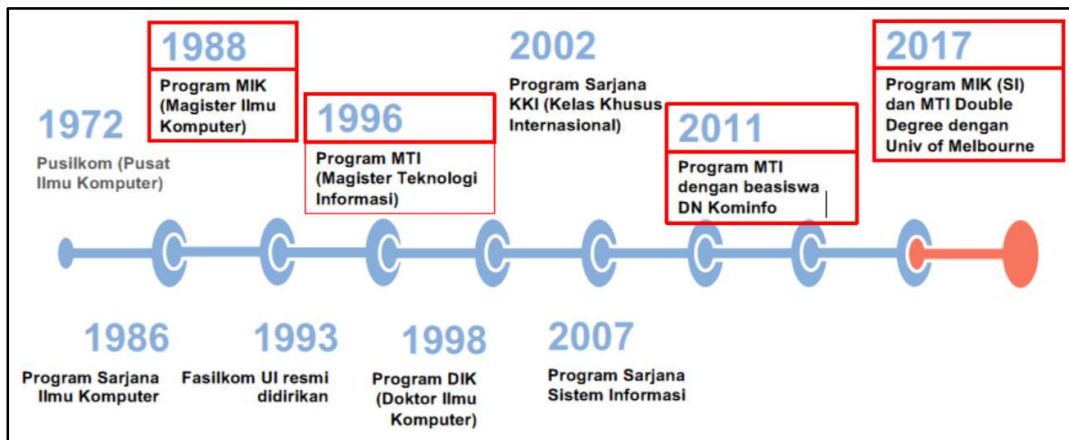 1972
Pusilkom (Pusat
Ilmu Komputer)
1988
Program MIK
(Magister Ilmu
Komputer)
1996
Program MTI
(Magister Teknologi
Informasi)
2002
Program Sarjana
KKI (Kelas Khusus
Internasional)
2011
Program MTI
dengan beasiswa
DN Kominfo
2017
Program MIK (SI)
dan MTI Double
Degree dengan
Univ of Melbourne
1986
Program Sarjana
Ilmu Komputer
1993
Fasilkom UI resmi
didirikan
1998
Program DIK
(Doktor Ilmu
Komputer)
2007
Program Sarjana
Sistem Informasi